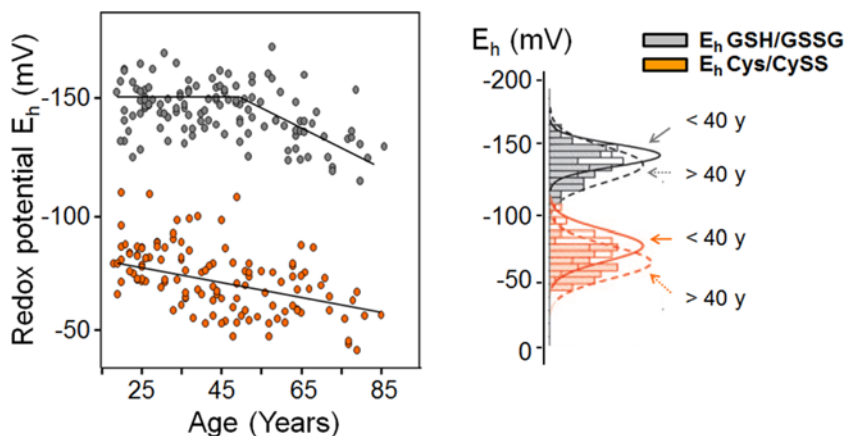 Redox potential Eh (mV)
-150
-100
-50
25
45
65
85
Age (Years)
Eh (mV)
Eh GSH/GSSG
Eh Cys/CySS
-200
-150
-100
-50
0
< 40 y
> 40 y
< 40 y
> 40 y